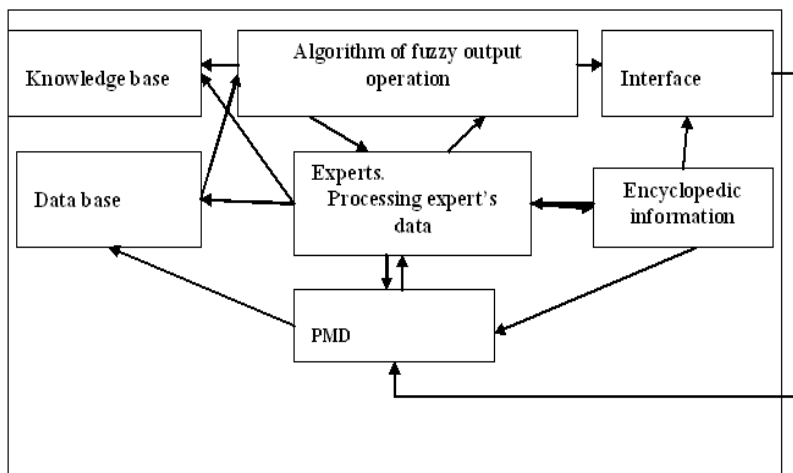 Algorithm of fuzzy output
operation
Knowledge base
Interface
Experts.
Processing expert's
data
Data base
Encyclopedic
information
PMD